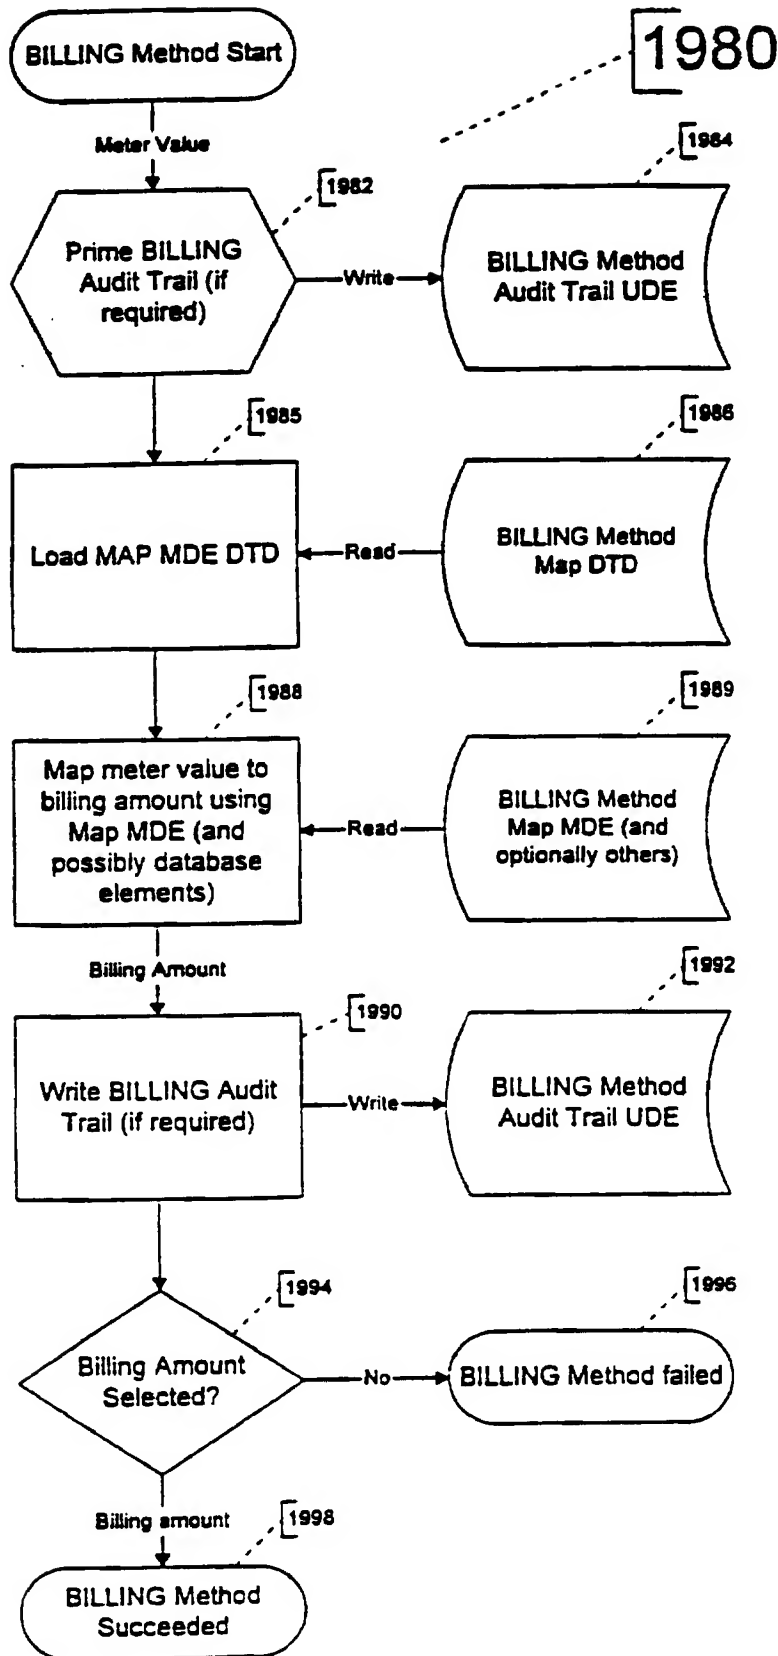 BILLING Method Start
1980
Meter Value
1982
1984
Prime BILLING
Audit Trail (if
required)
Write
BILLING Method
Audit Trail UDE
1985
1986
Load MAP MDE DTD
Read
BILLING Method
Map DTD
1988
1989
Map meter value to
billing amount using
Map MDE (and
possibly database
elements)
Read
BILLING Method
Map MDE (and
optionally others)
Billing Amount
1990
1992
Write BILLING Audit
Trail (if required)
Write
BILLING Method
Audit Trail UDE
1994
1996
Billing Amount
Selected?
No
BILLING Method failed
Billing amount
1998
BILLING Method
Succeeded